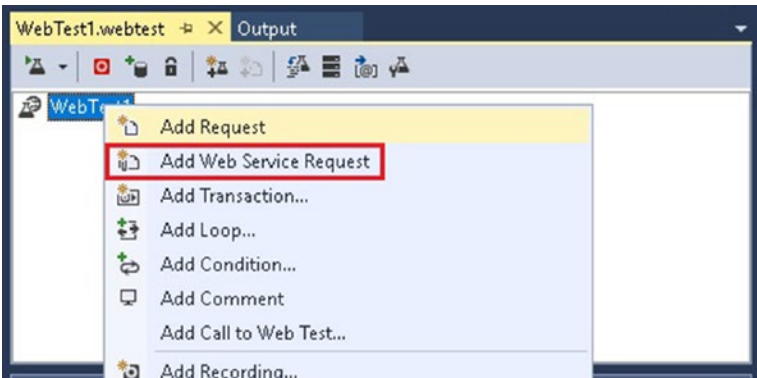 WebTest1.webtest Output
WebTest1
Add Request
Add Web Service Request
Add Transaction...
Add Loop...
Add Condition...
Add Comment
Add Call to Web Test...
Add Recording...